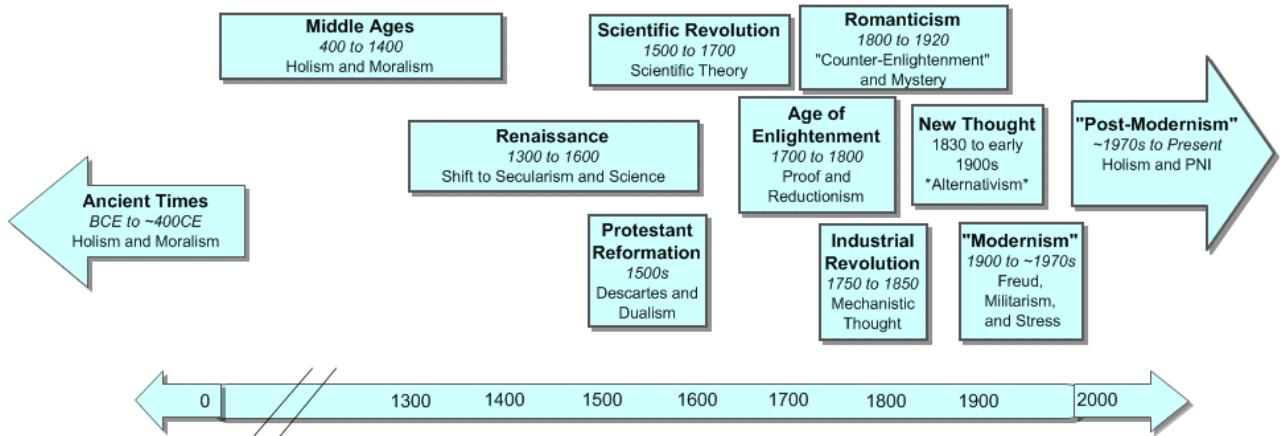 Middle Ages
400 to 1400
Holism and Moralism
Scientific Revolution
1500 to 1700
Scientific Theory
Romanticism
1800 to 1920
"Counter-Enlightenment"
and Mystery
Renaissance
1300 to 1600
Shift to Secularism and Science
Age of
Enlightenment
1700 to 1800
Proof and
Reductionism
New Thought
1830 to early
1900s
*Alternativism*
"Post-Modernism"
~1970s to Present
Holism and PNI
Ancient Times
BCE to ~400CE
Holism and Moralism
Protestant
Reformation
1500s
Descartes and
Dualism
Industrial
Revolution
1750 to 1850
Mechanistic
Thought
"Modernism"
1900 to ~1970s
Freud,
Militarism,
and Stress
0 1300 1400 1500 1600 1700 1800 1900 2000